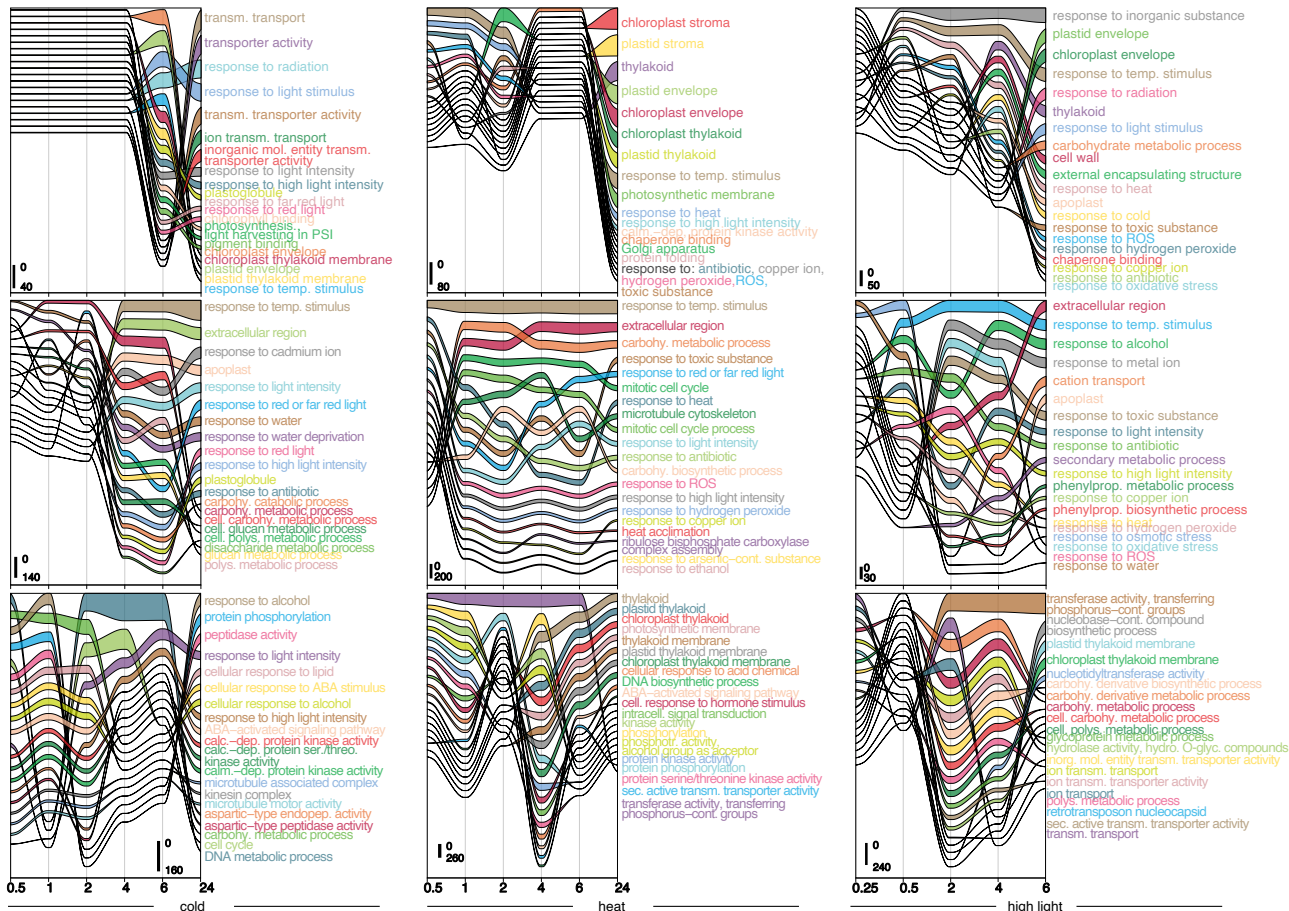 transm. transport
transporter activity
response to radiation
response to light stimulus
transm. transporter activity
ion transm. transport
inorganic mol. entity transm.
transporter activity
response to light intensity
response to high light intensity
plastoglobule
response to far red light
response to red light
chlorophyll binding
photosynthesis
light harvesting in PSI
pigment binding
chloroplast envelope
chloroplast thylakoid membrane
plastid envelope
plastid thylakoid membrane
response to temp. stimulus
0
40
chloroplast stroma
plastid stroma
thylakoid
plastid envelope
chloroplast envelope
chloroplast thylakoid
plastid thylakoid
response to temp. stimulus
photosynthetic membrane
response to heat
response to high light intensity
calm.-dep. protein kinase activity
chaperone binding
Golgi apparatus
protein folding
response to: antibiotic, copper ion,
hydrogen peroxide,ROS,
toxic substance
0
80
response to inorganic substance
plastid envelope
chloroplast envelope
response to temp. stimulus
response to radiation
thylakoid
response to light stimulus
carbohydrate metabolic process
cell wall
external encapsulating structure
response to heat
apoplast
response to cold
response to toxic substance
response to ROS
response to hydrogen peroxide
chaperone binding
response to copper ion
response to antibiotic
response to oxidative stress
0
50
response to temp. stimulus
extracellular region
response to cadmium ion
apoplast
response to light intensity
response to red or far red light
response to water
response to water deprivation
response to red light
response to high light intensity
plastoglobule
response to antibiotic
carbohy. catabolic process
carbohy. metabolic process
cell. carbohy. metabolic process
cell. glucan metabolic process
cell. polys. metabolic process
disaccharide metabolic process
glucan metabolic process
polys. metabolic process
0
140
response to temp. stimulus
extracellular region
carbohy. metabolic process
response to toxic substance
response to red or far red light
mitotic cell cycle
response to heat
microtubule cytoskeleton
mitotic cell cycle process
response to light intensity
response to antibiotic
carbohy. biosynthetic process
response to ROS
response to high light intensity
response to hydrogen peroxide
response to copper ion
heat acclimation
ribulose bisphosphate carboxylase
complex assembly
response to arsenic-cont. substance
response to ethanol
0
200
extracellular region
response to temp. stimulus
response to alcohol
response to metal ion
cation transport
apoplast
response to toxic substance
response to light intensity
response to antibiotic
secondary metabolic process
response to high light intensity
phenylprop. metabolic process
response to copper ion
phenylprop. biosynthetic process
response to heat
response to hydrogen peroxide
response to osmotic stress
response to oxidative stress
response to ROS
response to water
0
30
response to alcohol
protein phosphorylation
peptidase activity
response to light intensity
cellular response to lipid
cellular response to ABA stimulus
cellular response to alcohol
response to high light intensity
ABA-activated signaling pathway
calc.-dep. protein kinase activity
calc.-dep. protein ser./threo.
kinase activity
calm.-dep. protein kinase activity
microtubule associated complex
kinesin complex
microtubule motor activity
aspartic-type endopep. activity
aspartic-type peptidase activity
carbohy. metabolic process
cell cycle
DNA metabolic process
0
160
0.5 1 2 4 6 24
cold
thylakoid
plastid thylakoid
chloroplast thylakoid
photosynthetic membrane
thylakoid membrane
plastid thylakoid membrane
chloroplast thylakoid membrane
cellular response to acid chemical
DNA biosynthetic process
ABA-activated signaling pathway
cell. response to hormone stimulus
intracell. signal transduction
kinase activity
phosphorylation
phosphotr. activity,
alcohol group as acceptor
protein kinase activity
protein phosphorylation
protein serine/threonine kinase activity
sec. active transm. transporter activity
transferase activity, transferring
phosphorus-cont. groups
0
260
0.5 1 2 4 6 24
heat
transferase activity, transferring
phosphorus-cont. groups
nucleobase-cont. compound
biosynthetic process
plastid thylakoid membrane
chloroplast thylakoid membrane
nucleotidyltransferase activity
carbohy. derivative biosynthetic process
carbohy. derivative metabolic process
carbohy. metabolic process
cell. carbohy. metabolic process
cell. polys. metabolic process
glycoprotein metabolic process
hydrolase activity, hydro. O-glyc. compounds
inorg. mol. entity transm. transporter activity
ion transm. transport
ion transm. transporter activity
ion transport
polys. metabolic process
retrotransposon nucleocapsid
sec. active transm. transporter activity
transm. transport
0
240
0.25 0.5 2 4 6
high light